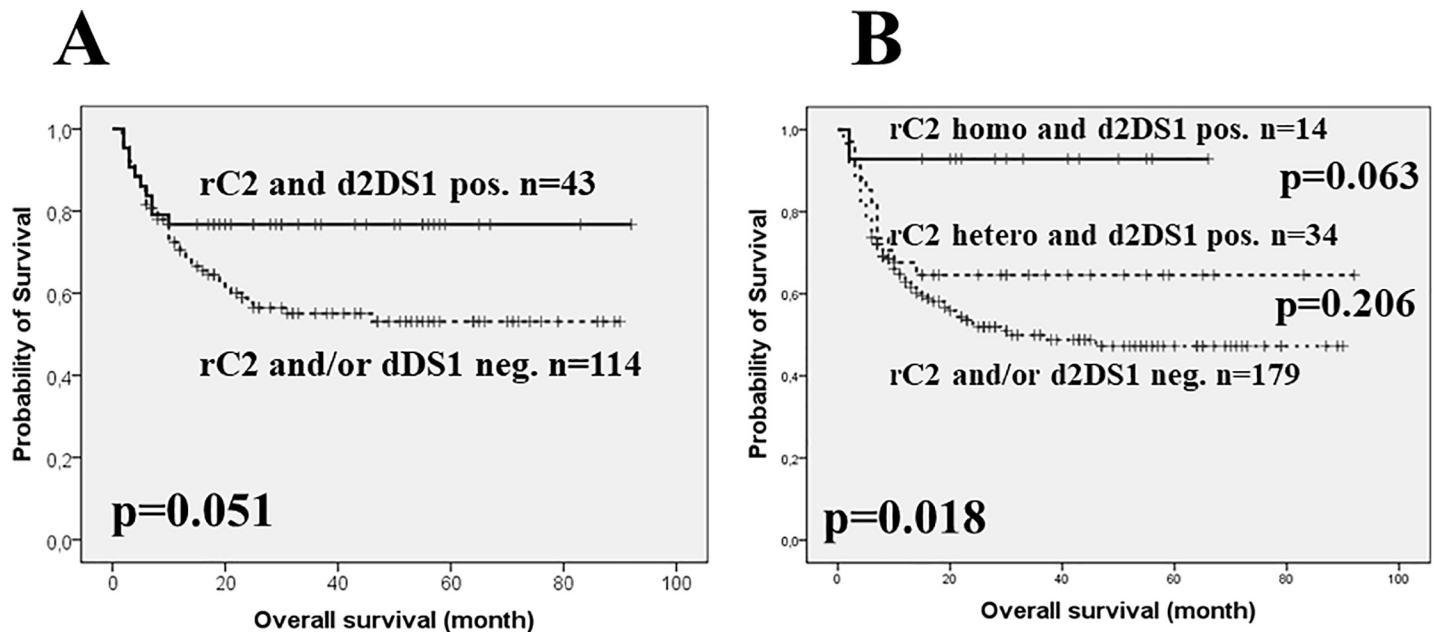 A
Probability of Survival
1,0
0,8
0,6
0,4
0,2
0,0
rC2 and d2DS1 pos. n=43
rC2 and/or dDS1 neg. n=114
p=0.051
0 20 40 60 80 100
Overall survival (month)
B
Probability of Survival
1,0
0,8
0,6
0,4
0,2
0,0
rC2 homo and d2DS1 pos. n=14
p=0.063
rC2 hetero and d2DS1 pos. n=34
p=0.206
rC2 and/or d2DS1 neg. n=179
p=0.018
0 20 40 60 80 100
Overall survival (month)